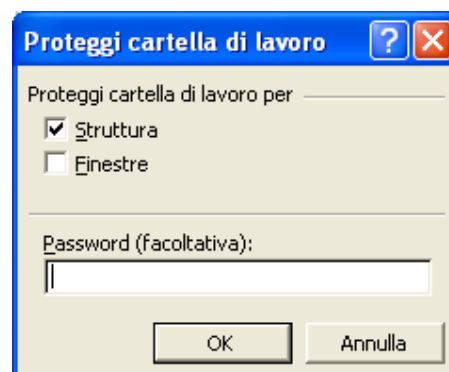 Proteggi cartella di lavoro ?
Proteggi cartella di lavoro per
Struttura
Finestre
Password (facoltativa):
OK Annulla